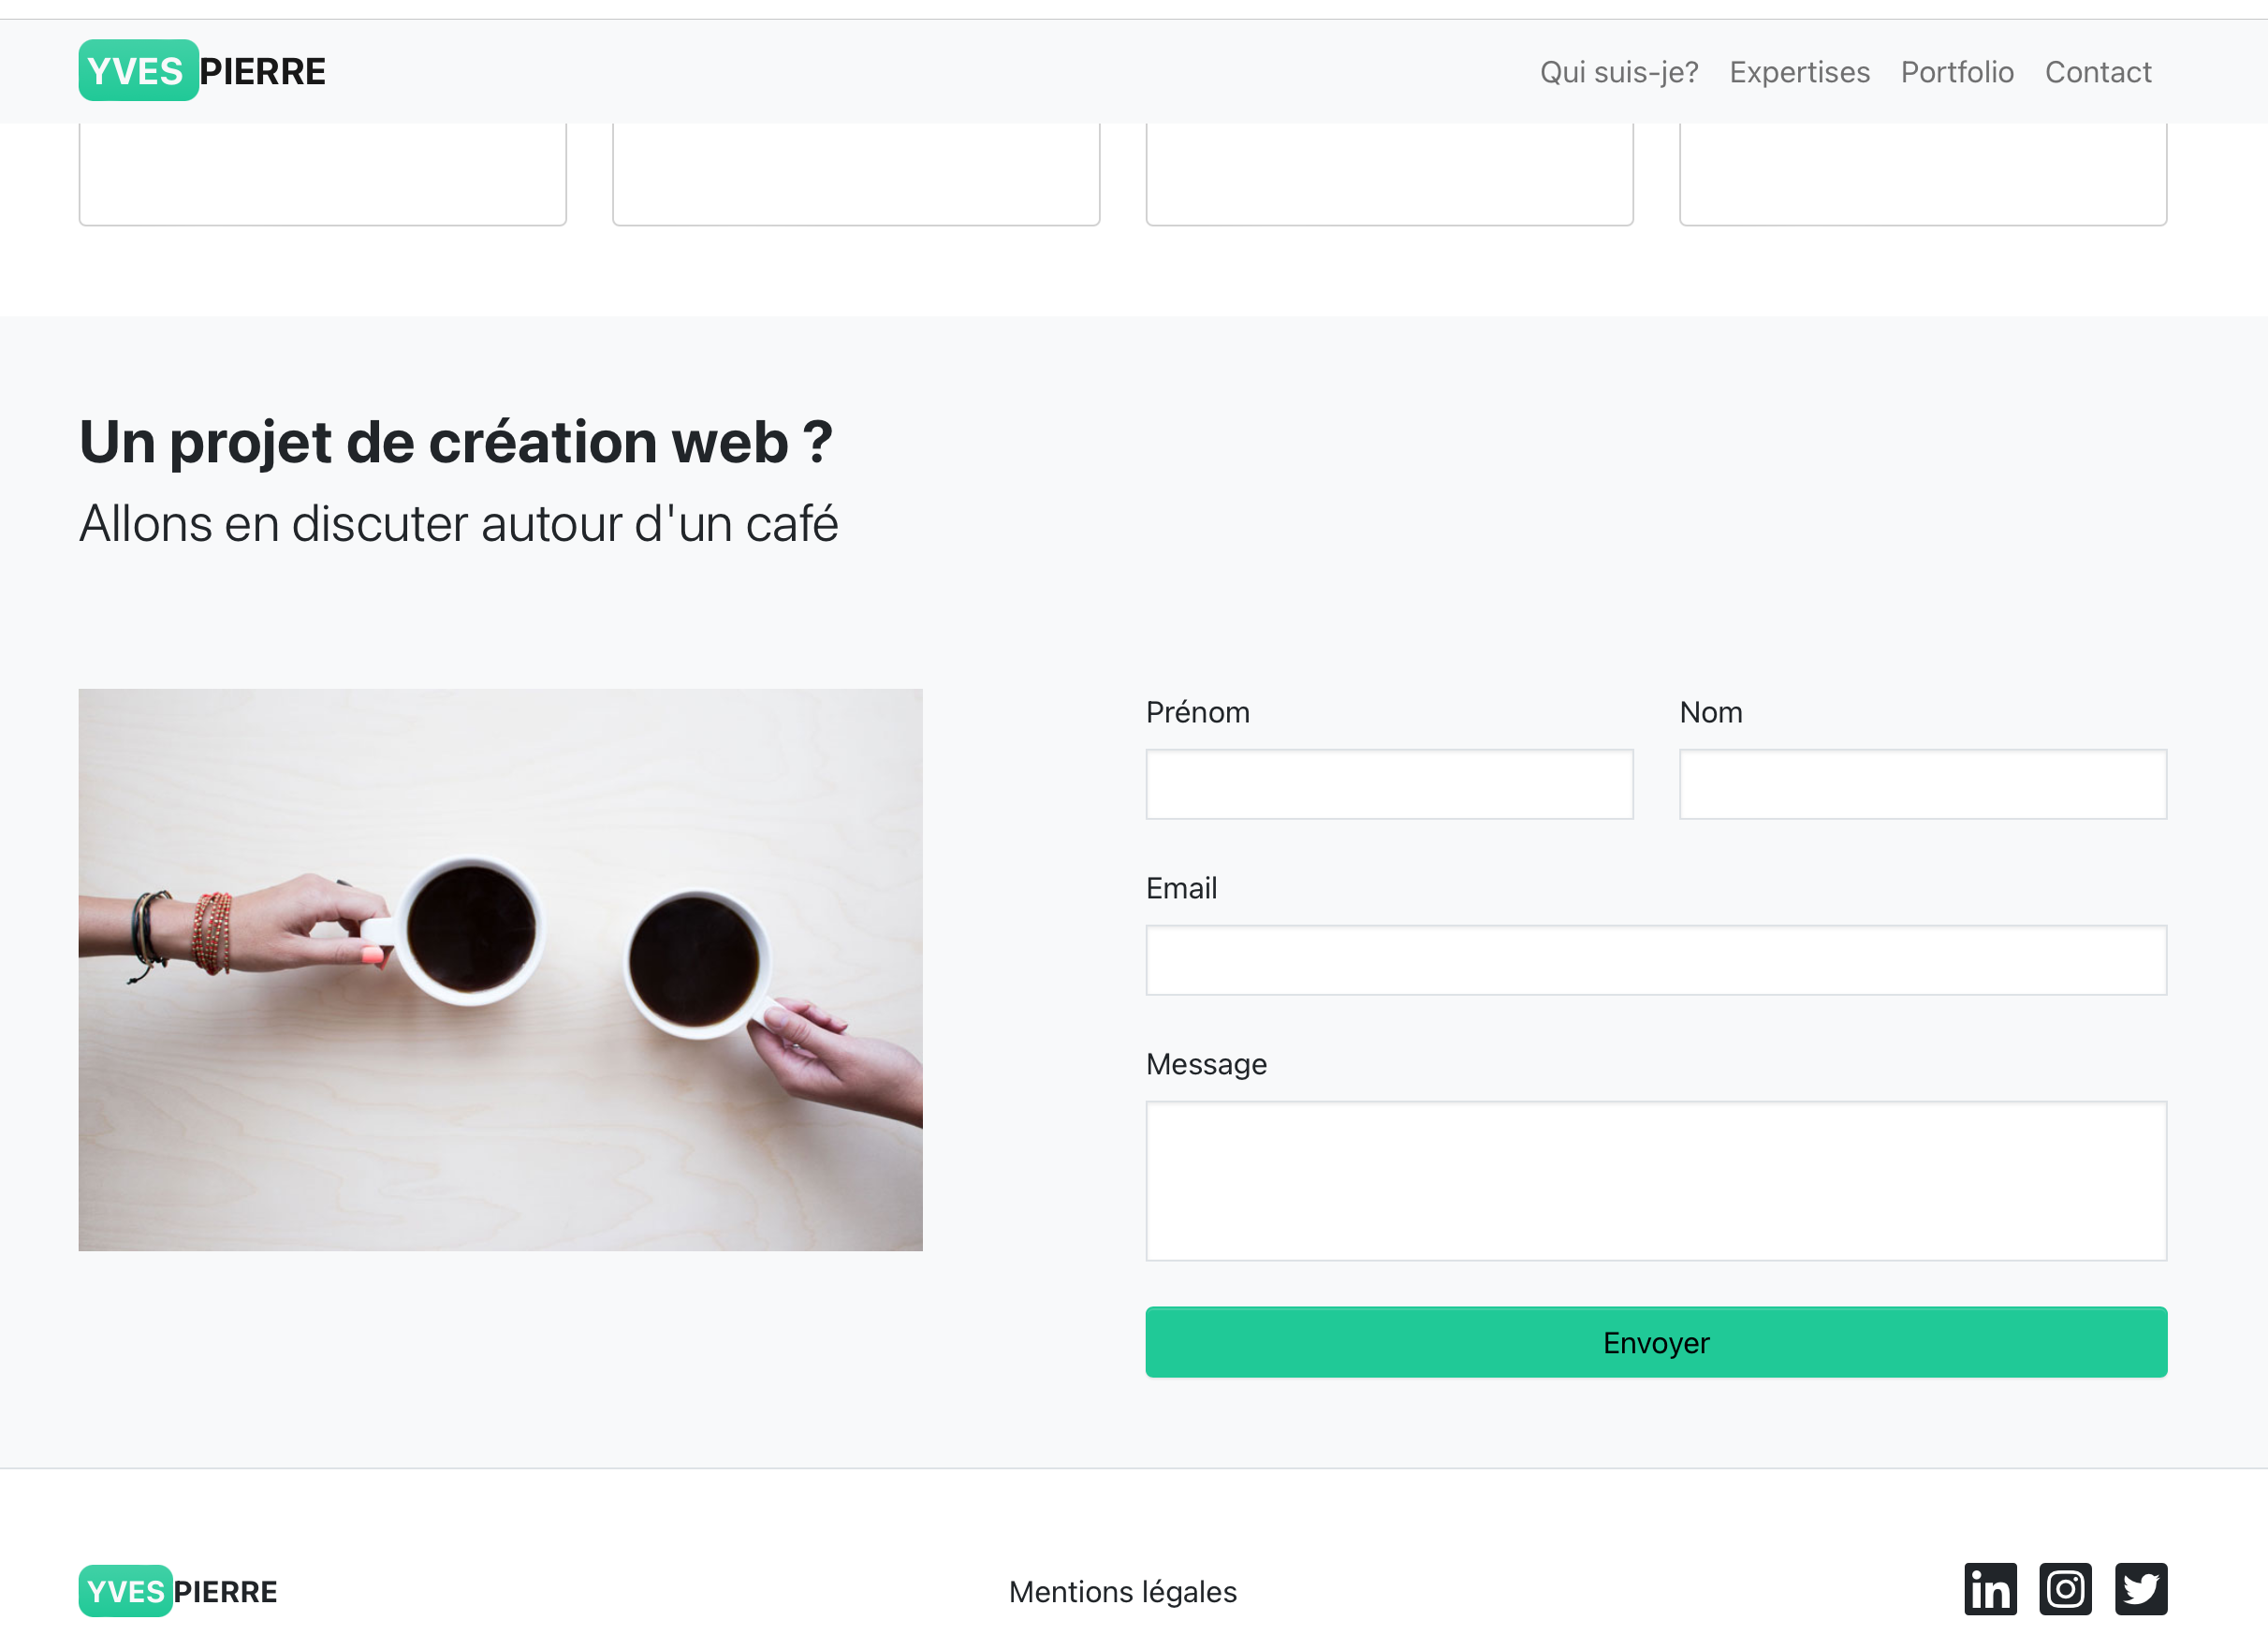 YVES PIERRE
Qui suis-je? Expertises Portfolio Contact
Un projet de création web ?
Allons en discuter autour d'un café
Prénom Nom
Email
Message
Envoyer
YVES PIERRE
Mentions légales
in